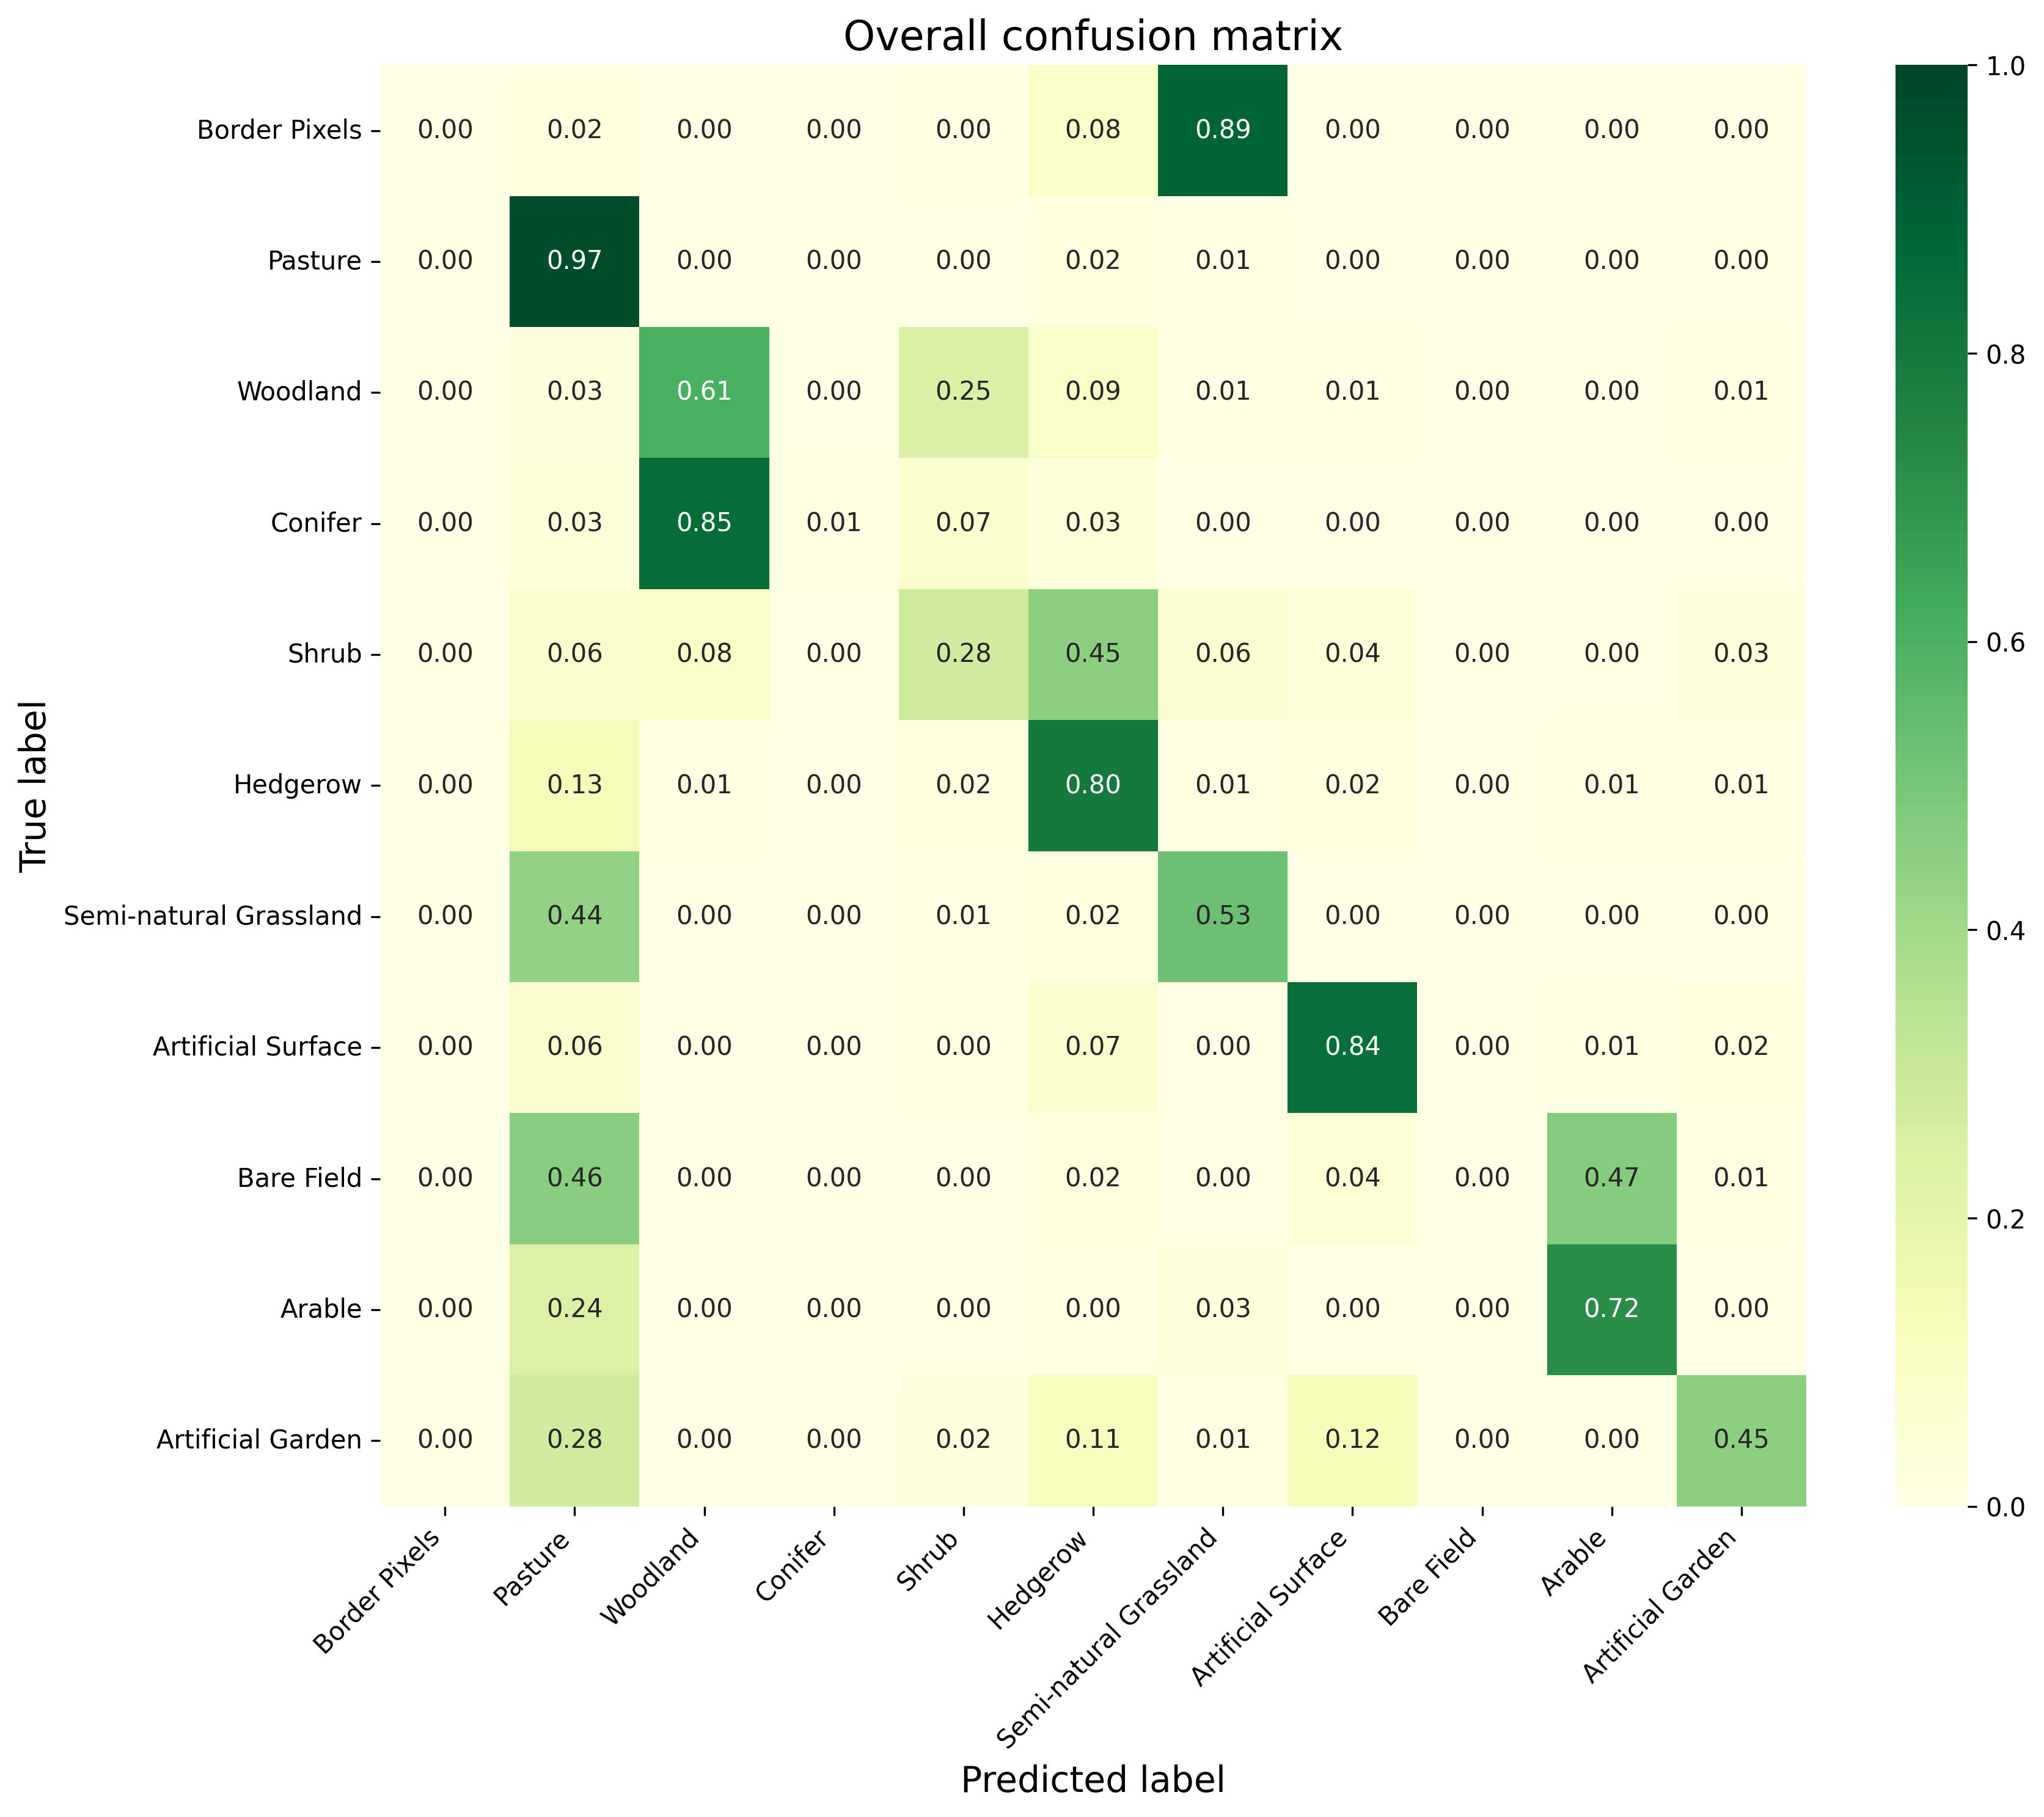 Overall confusion matrix
Border Pixels 0.00 0.02 0.00 0.00 0.00 0.08 0.89 0.00 0.00 0.00 0.00
Pasture 0.00 0.97 0.00 0.00 0.00 0.02 0.01 0.00 0.00 0.00 0.00
Woodland 0.00 0.03 0.61 0.00 0.25 0.09 0.01 0.01 0.00 0.00 0.01
Conifer 0.00 0.03 0.85 0.01 0.07 0.03 0.00 0.00 0.00 0.00 0.00
Shrub 0.00 0.06 0.08 0.00 0.28 0.45 0.06 0.04 0.00 0.00 0.03
Hedgerow 0.00 0.13 0.01 0.00 0.02 0.80 0.01 0.02 0.00 0.01 0.01
Semi-natural Grassland 0.00 0.44 0.00 0.00 0.01 0.02 0.53 0.00 0.00 0.00 0.00
Artificial Surface 0.00 0.06 0.00 0.00 0.00 0.07 0.00 0.84 0.00 0.01 0.02
Bare Field 0.00 0.46 0.00 0.00 0.00 0.02 0.00 0.04 0.00 0.47 0.01
Arable 0.00 0.24 0.00 0.00 0.00 0.00 0.03 0.00 0.00 0.72 0.00
Artificial Garden 0.00 0.28 0.00 0.00 0.02 0.11 0.01 0.12 0.00 0.00 0.45
True label
Border Pixels
Pasture
Woodland
Conifer
Shrub
Hedgerow
Semi-natural Grassland
Artificial Surface
Bare Field
Arable
Artificial Garden
Predicted label
1.0
0.8
0.6
0.4
0.2
0.0